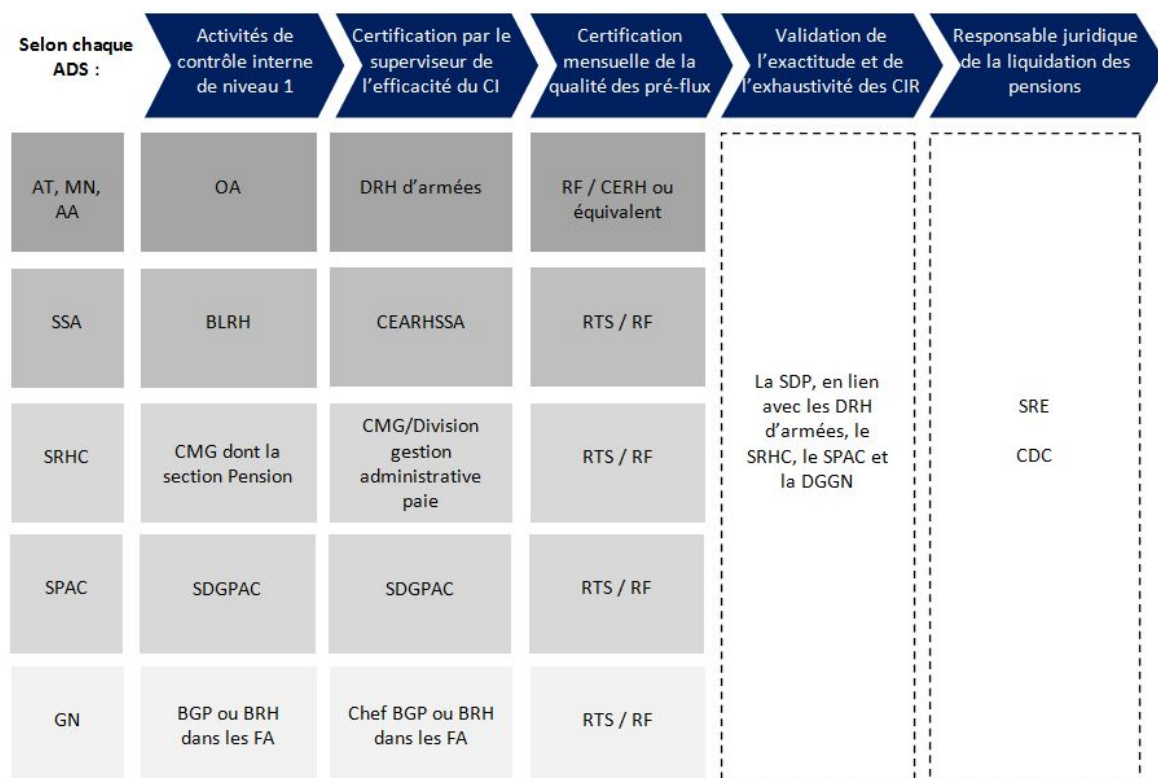 Selon chaque
ADS :
Activités de
contrôle interne
de niveau 1
Certification par le
superviseur de
l'efficacité du CI
Certification
mensuelle de la
qualité des pré-flux
Validation de
l'exactitude et de
l'exhaustivité des CIR
Responsable juridique
de la liquidation des
pensions
AT, MN,
AA
OA
DRH d'armées
RF / CERH ou
équivalent
SSA
BLRH
CEARHSSA
RTS / RF
SRHC
CMG dont la
section Pension
CMG/Division
gestion
administrative
paie
RTS / RF
SPAC
SDGPAC
SDGPAC
RTS / RF
GN
BGP ou BRH
dans les FA
Chef BGP ou BRH
dans les FA
RTS / RF
La SDP, en lien
avec les DRH
d'armées, le
SRHC, le SPAC et
la DGGN
SRE
CDC